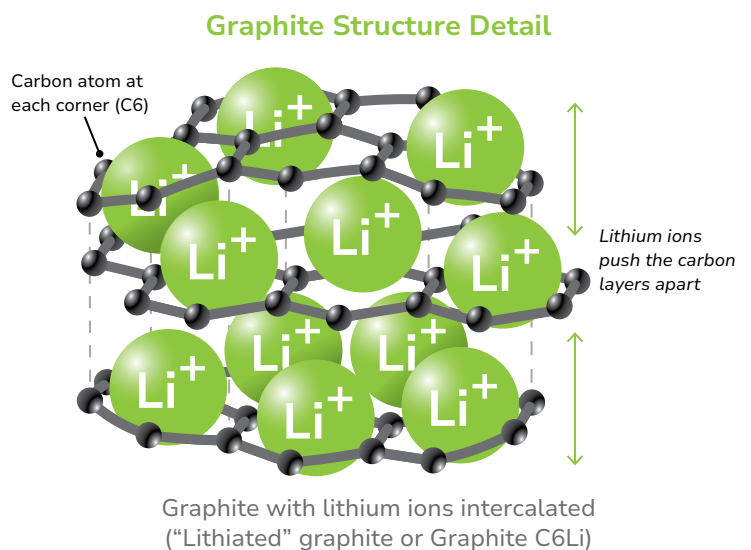 Graphite Structure Detail
Carbon atom at
each corner (C6)
Li+
Li+
Li+
Li+
Li+
Li+
Lithium ions
push the carbon
layers apart
Li+
Li+
Li+
Li+
Li+
Graphite with lithium ions intercalated
(“Lithiated” graphite or Graphite C6Li)